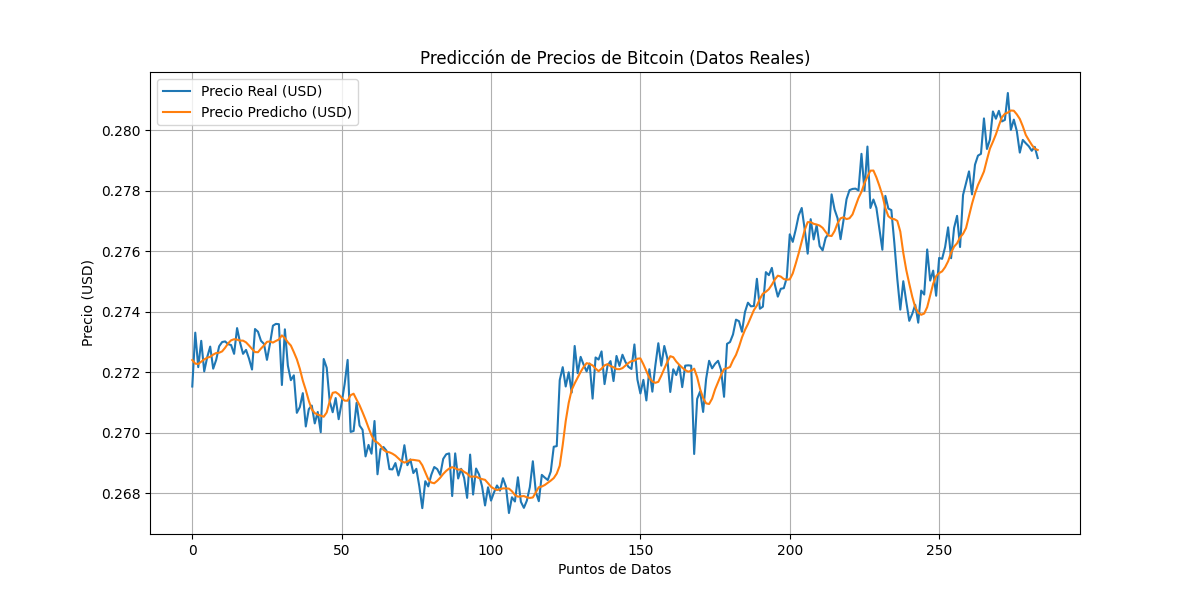 Predicción de Precios de Bitcoin (Datos Reales)
Precio Real (USD)
Precio Predicho (USD)
0.280
0.278
0.276
0.274
0.272
0.270
0.268
Precio (USD)
0 50 100 150 200 250
Puntos de Datos